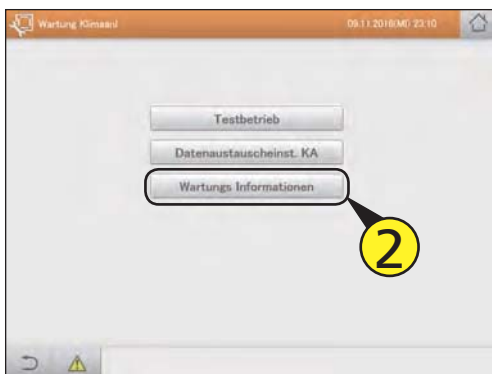 Wartung Klimaanl
09.11.2016(MI) 23:10
Testbetrieb
Datenaustauscheinst. KA
Wartungs Informationen
2